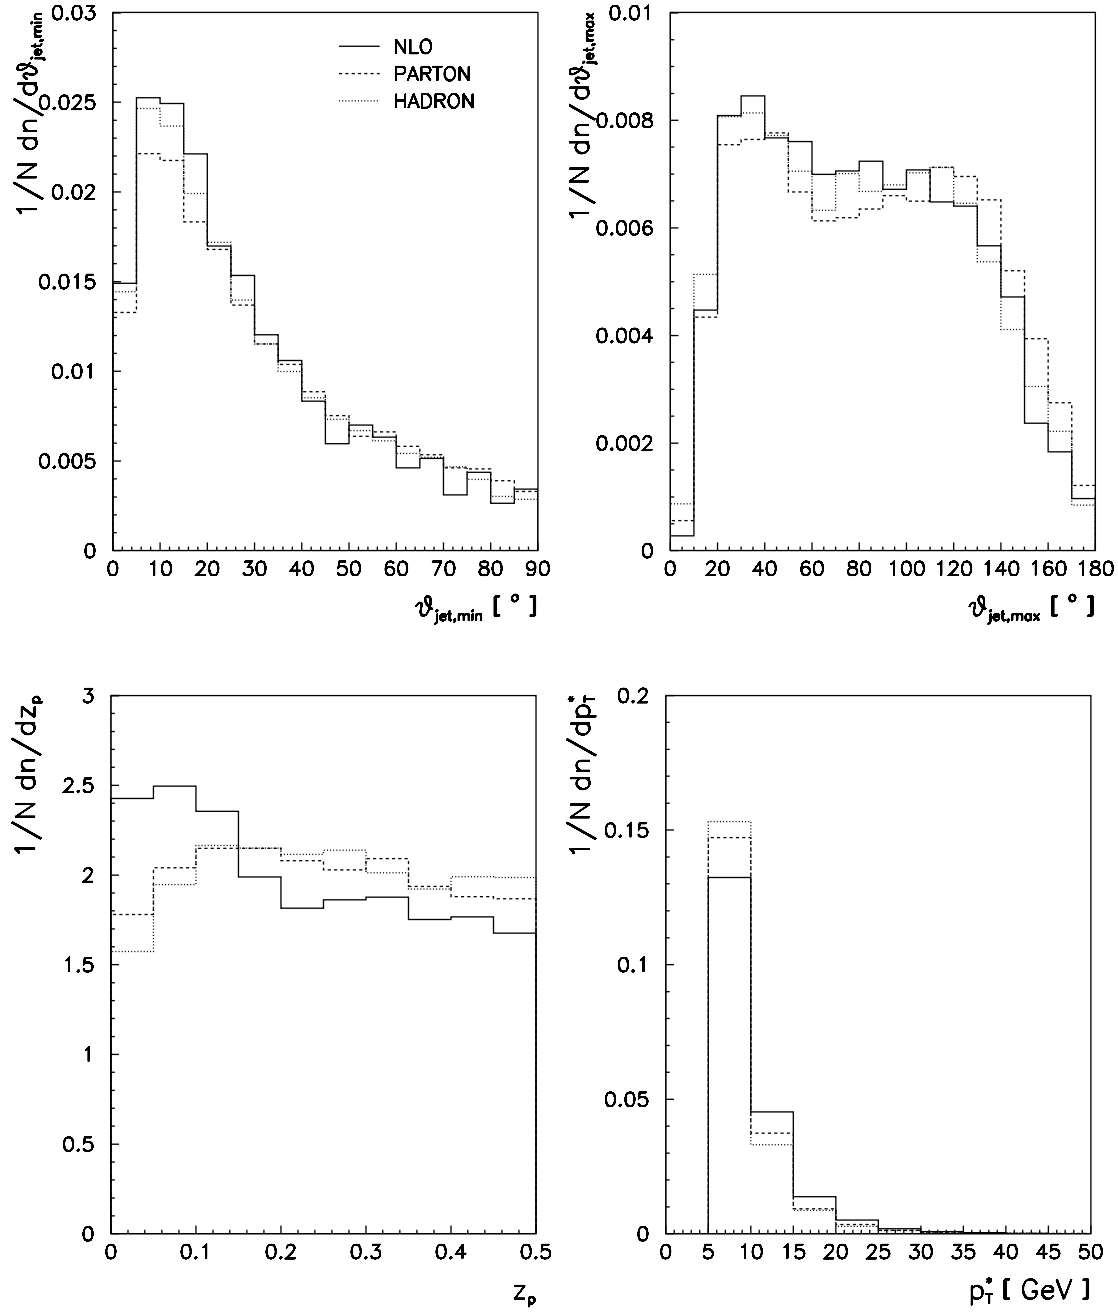 1/N dn/dϑjet,min
0.03
0.025
0.02
0.015
0.01
0.005
0
NLO
PARTON
HADRON
0 10 20 30 40 50 60 70 80 90
ϑjet,min [ ° ]
1/N dn/dϑjet,max
0.01
0.008
0.006
0.004
0.002
0
0 20 40 60 80 100 120 140 160 180
ϑjet,max [ ° ]
1/N dn/dzp
3
2.5
2
1.5
1
0.5
0
0 0.1 0.2 0.3 0.4 0.5
zp
1/N dn/dp*T
0.2
0.15
0.1
0.05
0
0 5 10 15 20 25 30 35 40 45 50
p*T [ GeV ]